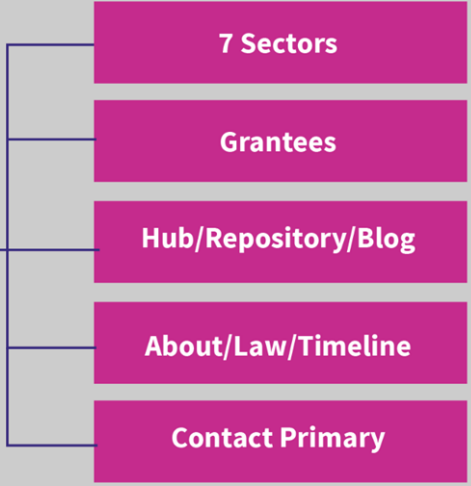 7 Sectors
Grantees
Hub/Repository/Blog
About/Law/Timeline
Contact Primary